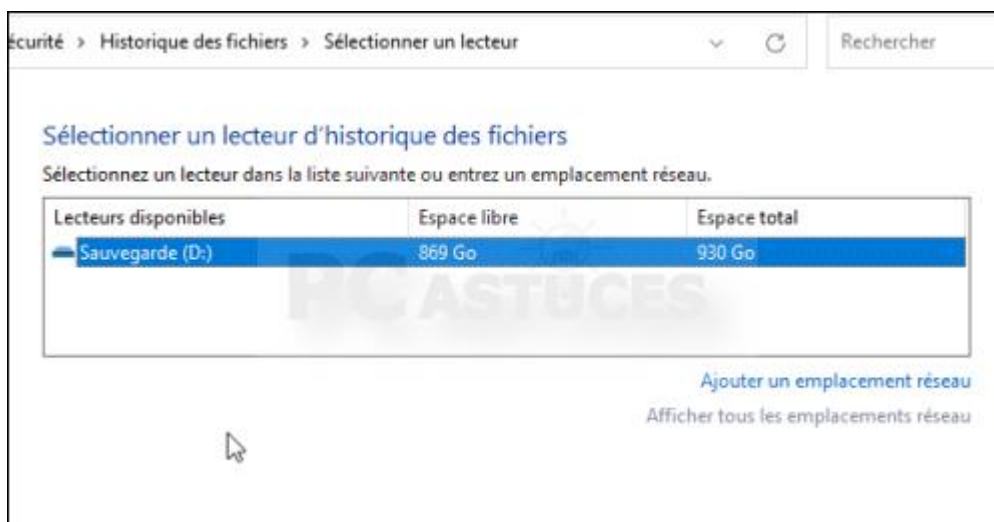 écurité > Historique des fichiers > Sélectionner un lecteur
Rechercher
Sélectionner un lecteur d'historique des fichiers
Sélectionnez un lecteur dans la liste suivante ou entrez un emplacement réseau.
Lecteurs disponibles Espace libre Espace total
Sauvegarde (D:) 869 Go 930 Go
PC ASTUCES
Ajouter un emplacement réseau
Afficher tous les emplacements réseau